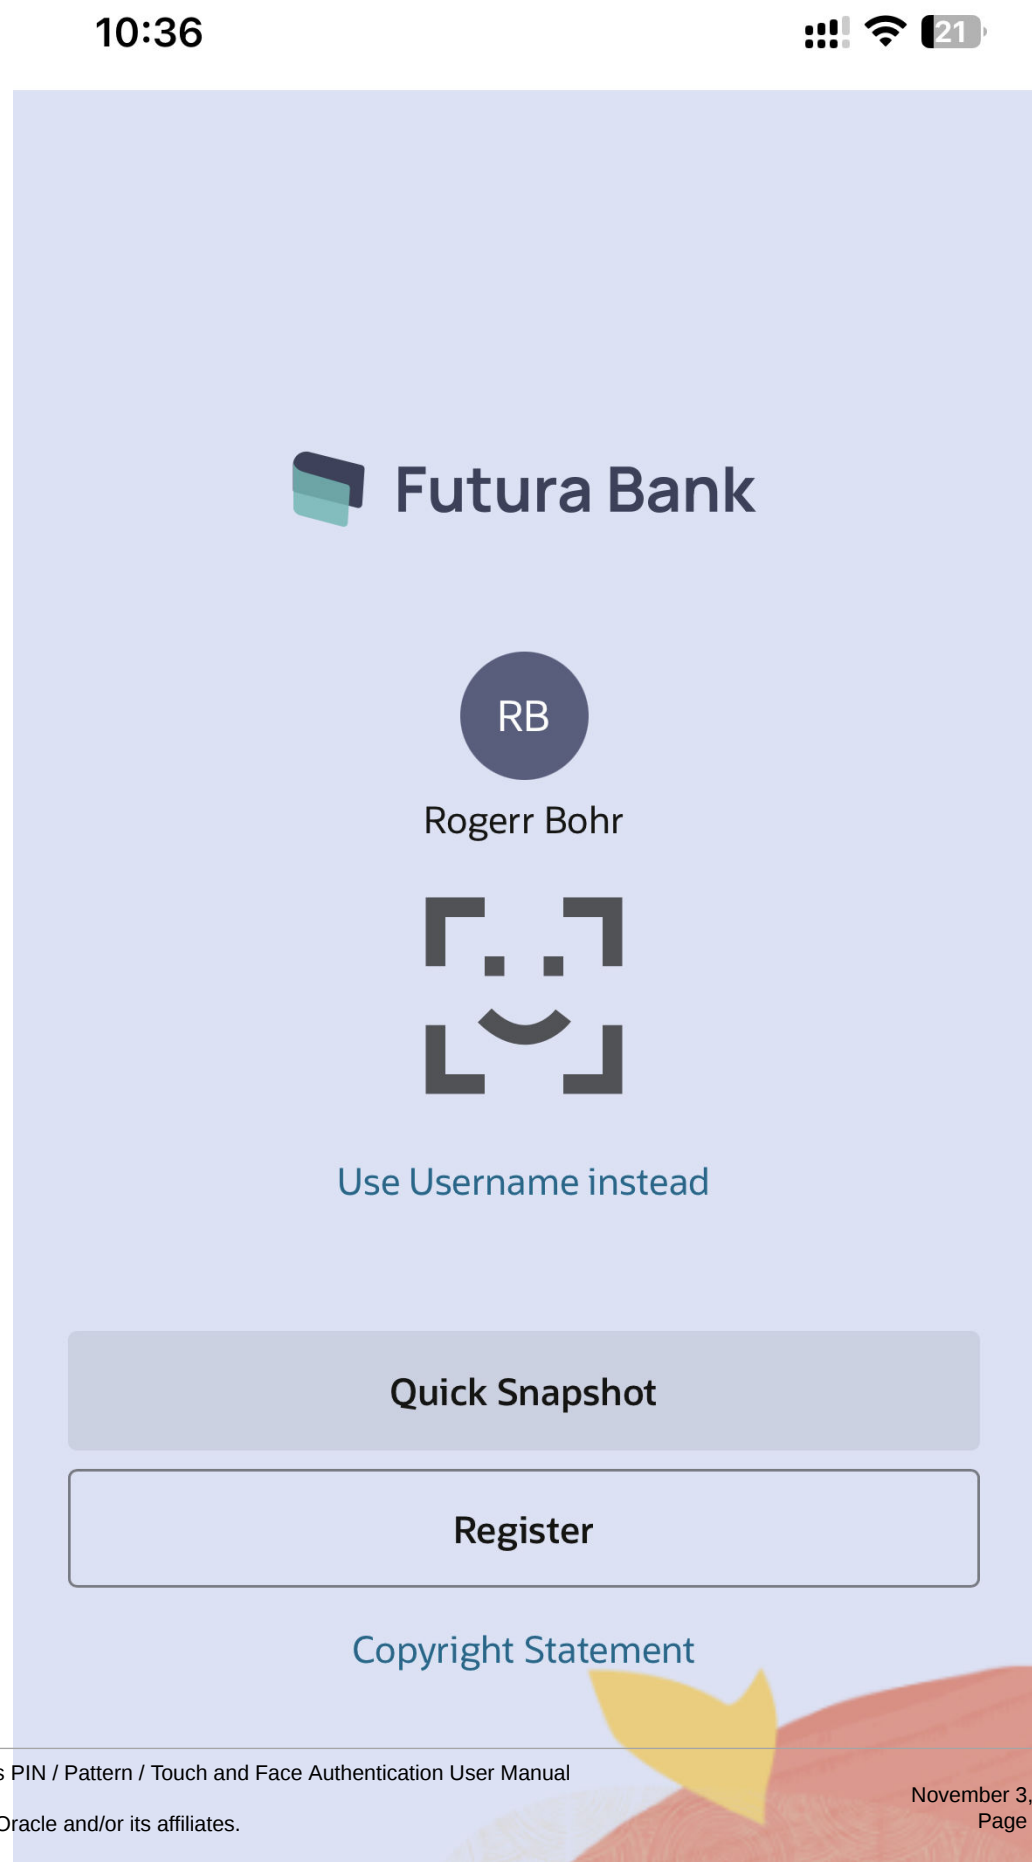 10:36
21
Futura Bank
RB
Rogerr Bohr
Use Username instead
Quick Snapshot
Register
Copyright Statement
PIN / Pattern / Touch and Face Authentication User Manual
November 3,
Page
Oracle and/or its affiliates.